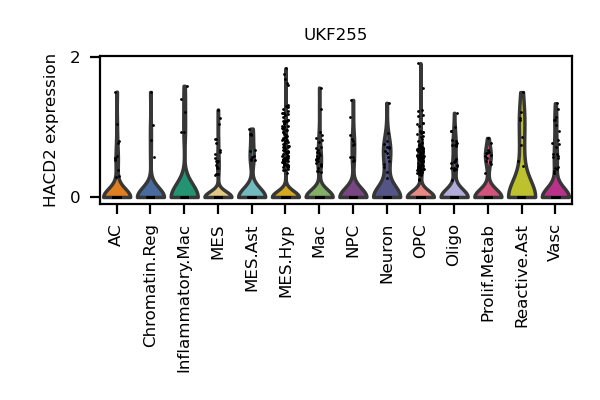 UKF255
HACD2 expression
2
0
AC
Chromatin.Reg
Inflammatory.Mac
MES
MES.Ast
MES.Hyp
Mac
NPC
Neuron
OPC
Oligo
Prolif.Metab
Reactive.Ast
Vasc